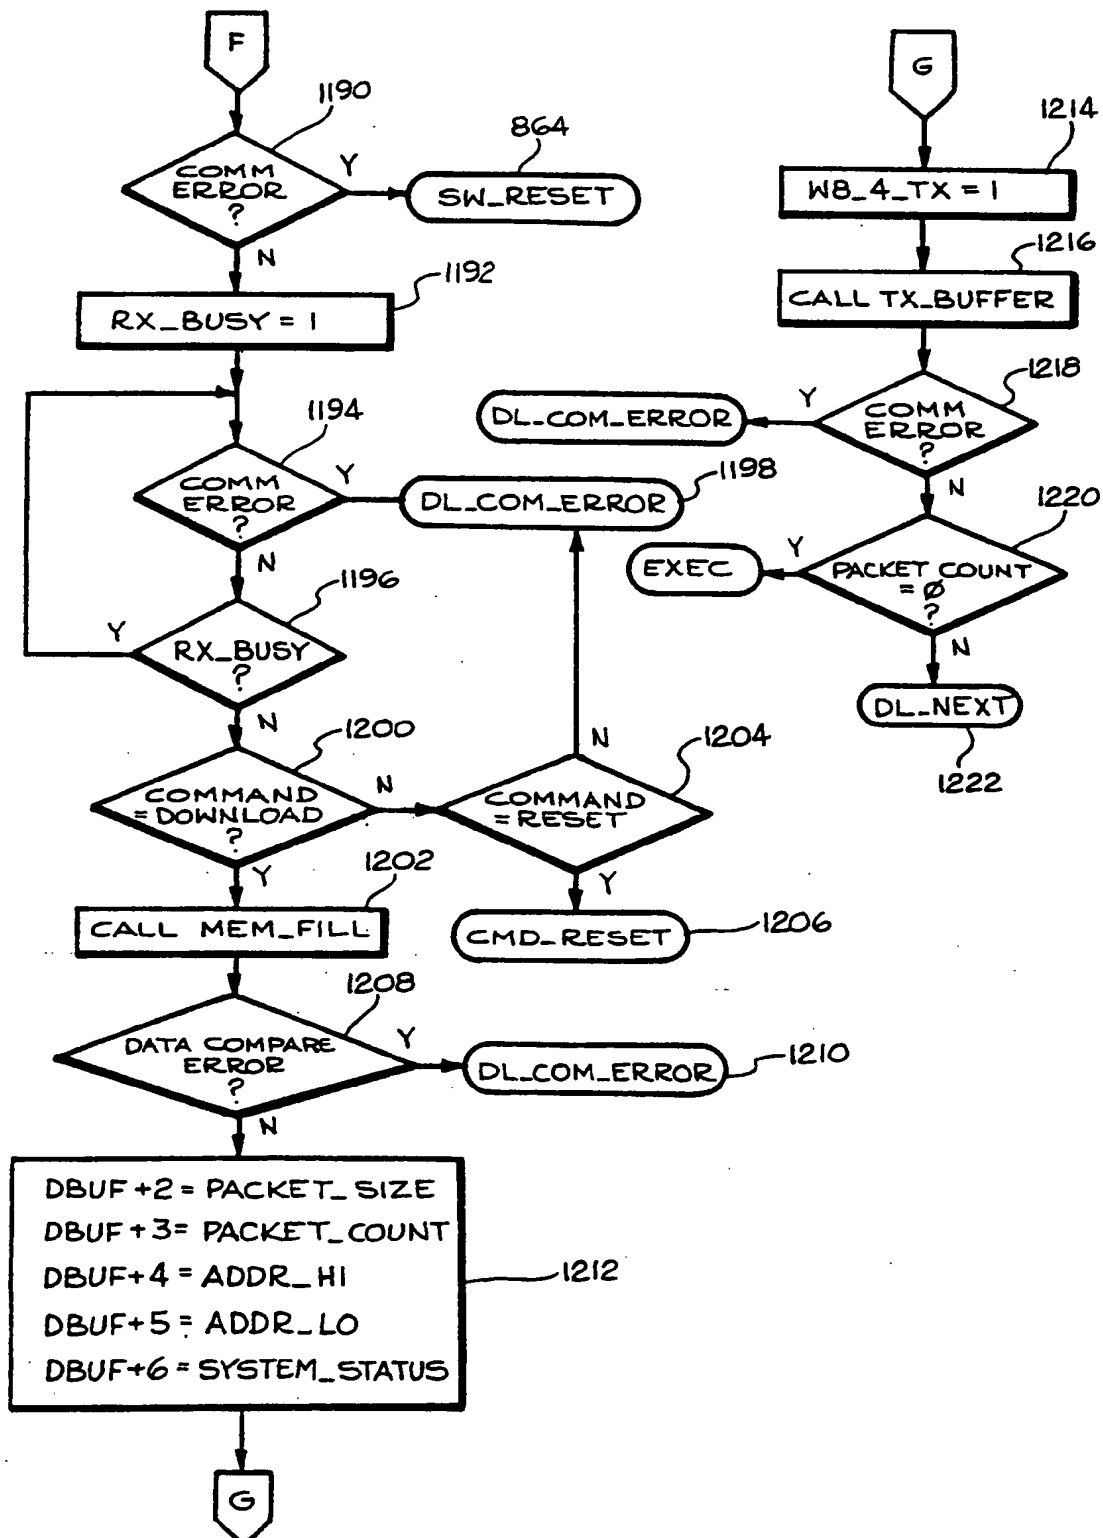 F
1190
COMM
ERROR
?
Y
864
SW_RESET
N
1192
RX_BUSY = 1
1194
COMM
ERROR
?
Y
1198
DL_COM_ERROR
N
1196
Y
RX_BUSY
?
N
1200
COMMAND
=DOWNLOAD
?
N
1204
COMMAND
=RESET
N
Y
1206
CMD_RESET
Y
1202
CALL MEM_FILL
1208
DATA COMPARE
ERROR
?
Y
1210
DL_COM_ERROR
N
DBUF+2 = PACKET_SIZE
DBUF+3= PACKET_COUNT
DBUF+4 = ADDR_HI
DBUF+5 = ADDR_LO
DBUF+6 = SYSTEM_STATUS
1212
G
G
1214
W8_4_TX = 1
1216
CALL TX_BUFFER
1218
COMM
ERROR
?
Y
DL_COM_ERROR
N
1220
PACKET COUNT
= Ø
?
Y
EXEC
N
DL_NEXT
1222